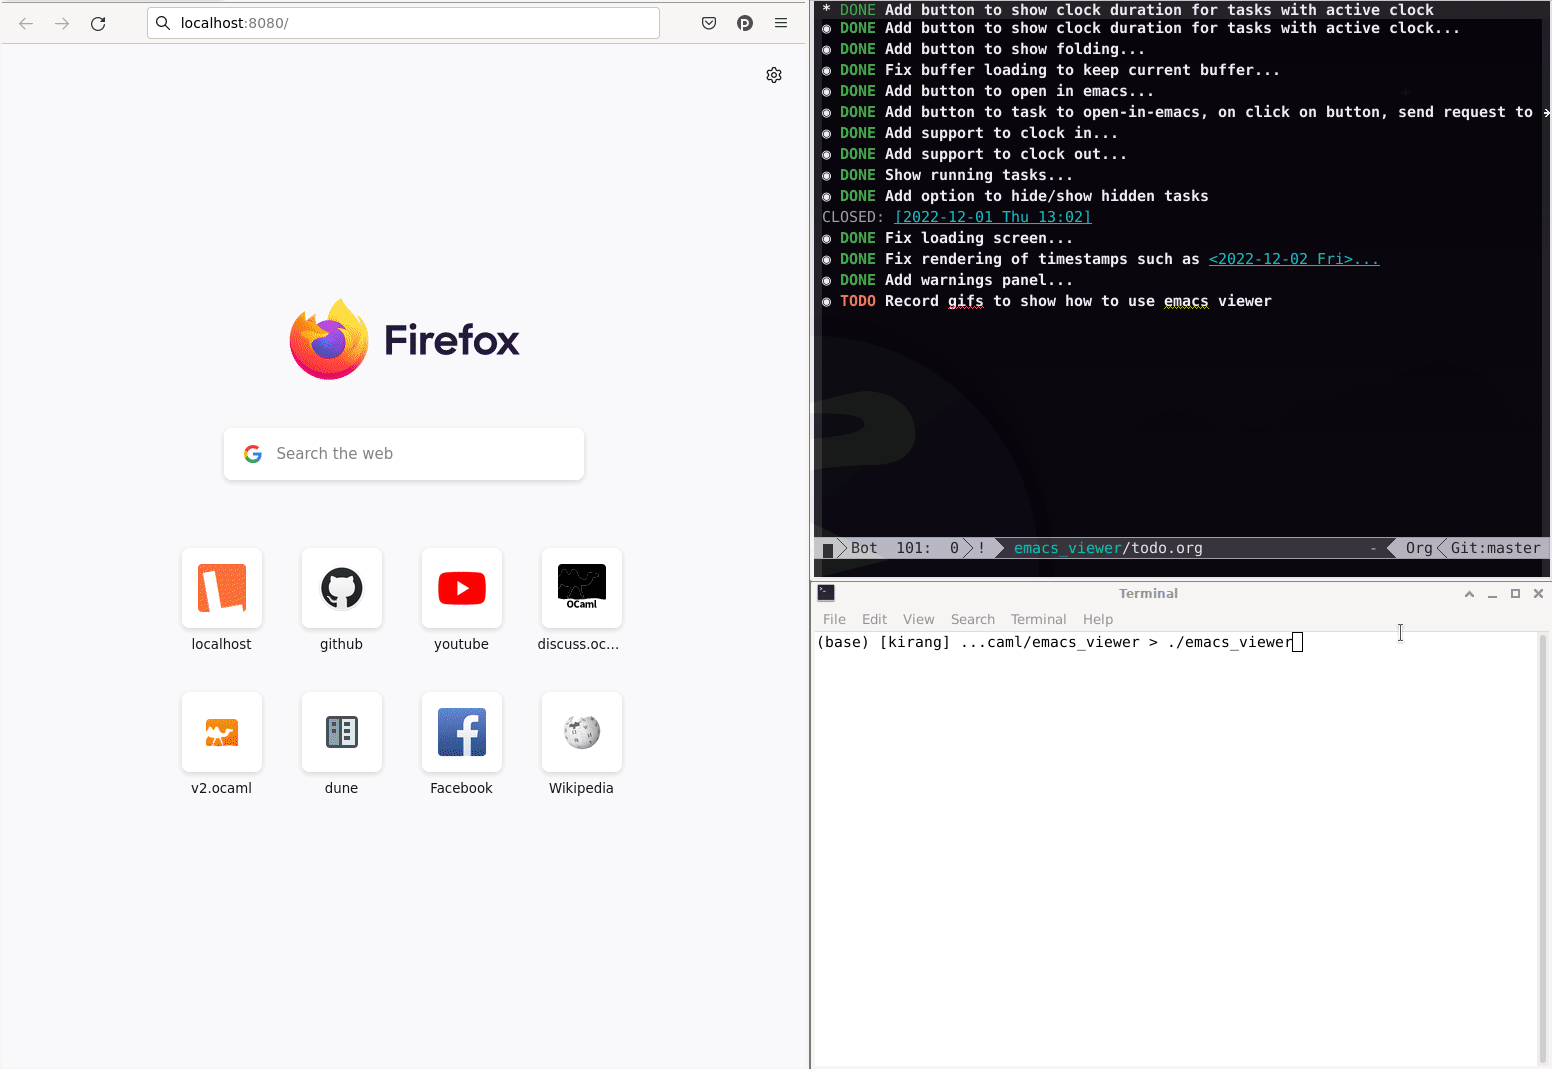 localhost:8080/
Firefox
Search the web
localhost
github
youtube
OCaml
discuss.oc...
v2.ocaml
dune
Facebook
Wikipedia
* DONE Add button to show clock duration for tasks with active clock
◉ DONE Add button to show clock duration for tasks with active clock...
◉ DONE Add button to show folding...
◉ DONE Fix buffer loading to keep current buffer...
◉ DONE Add button to open in emacs...
◉ DONE Add button to task to open-in-emacs, on click on button, send request to
◉ DONE Add support to clock in...
◉ DONE Add support to clock out...
◉ DONE Show running tasks...
◉ DONE Add option to hide/show hidden tasks
CLOSED: [2022-12-01 Thu 13:02]
◉ DONE Fix loading screen...
◉ DONE Fix rendering of timestamps such as <2022-12-02 Fri>...
◉ DONE Add warnings panel...
◉ TODO Record gifs to show how to use emacs viewer
Bot 101: 0 ! emacs_viewer/todo.org - Org Git:master
Terminal
File Edit View Search Terminal Help
(base) [kirang] ...caml/emacs_viewer > ./emacs_viewer